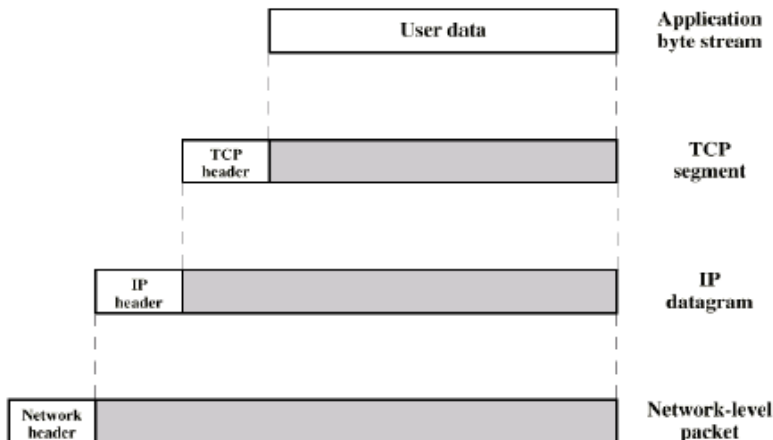 User data
Application
byte stream
TCP
header
TCP
segment
IP
header
IP
datagram
Network
header
Network-level
packet